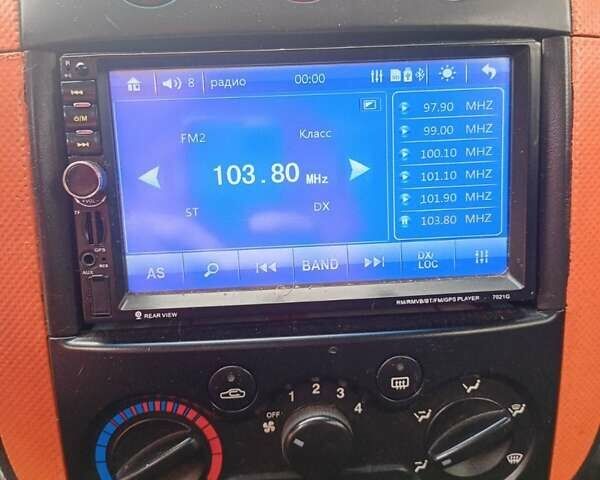 8 радио 00:00
FM2 Класс
103.80 MHz
ST DX
97.90 MHZ
99.00 MHZ
100.10 MHZ
101.10 MHZ
101.90 MHZ
103.80 MHZ
AS BAND DX/
LOC
/M
VOL
TF
GPS
AUX
REAR VIEW
RM/RMVB/BT/FM/GPS PLAYER 7021G
OFF 1 2 3 4